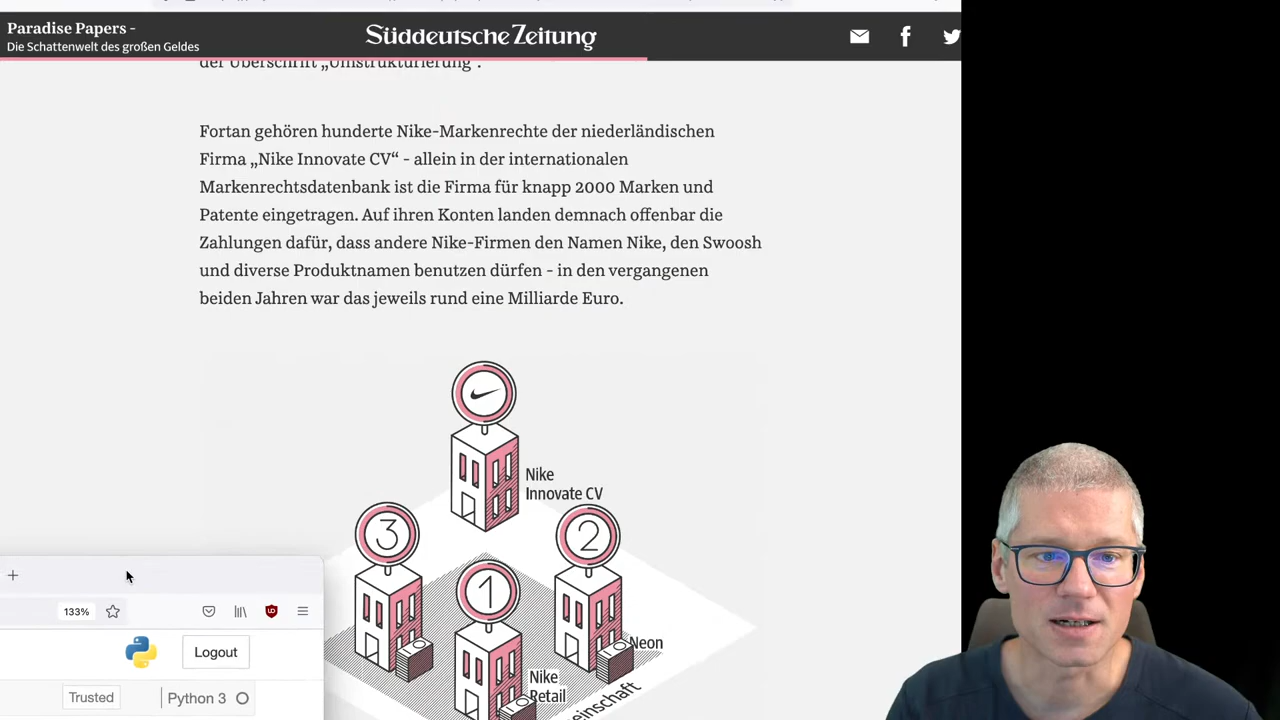 Paradise Papers -
Die Schattenwelt des großen Geldes
Süddeutsche Zeitung
der Überschrift „Umstrukturierung“.
Fortan gehören hunderte Nike-Markenrechte der niederländischen
Firma „Nike Innovate CV“ - allein in der internationalen
Markenrechtsdatenbank ist die Firma für knapp 2000 Marken und
Patente eingetragen. Auf ihren Konten landen demnach offenbar die
Zahlungen dafür, dass andere Nike-Firmen den Namen Nike, den Swoosh
und diverse Produktnamen benutzen dürfen - in den vergangenen
beiden Jahren war das jeweils rund eine Milliarde Euro.
Nike
Innovate CV
3
2
1
Neon
Nike
Retail
133%
Logout
Trusted
Python 3